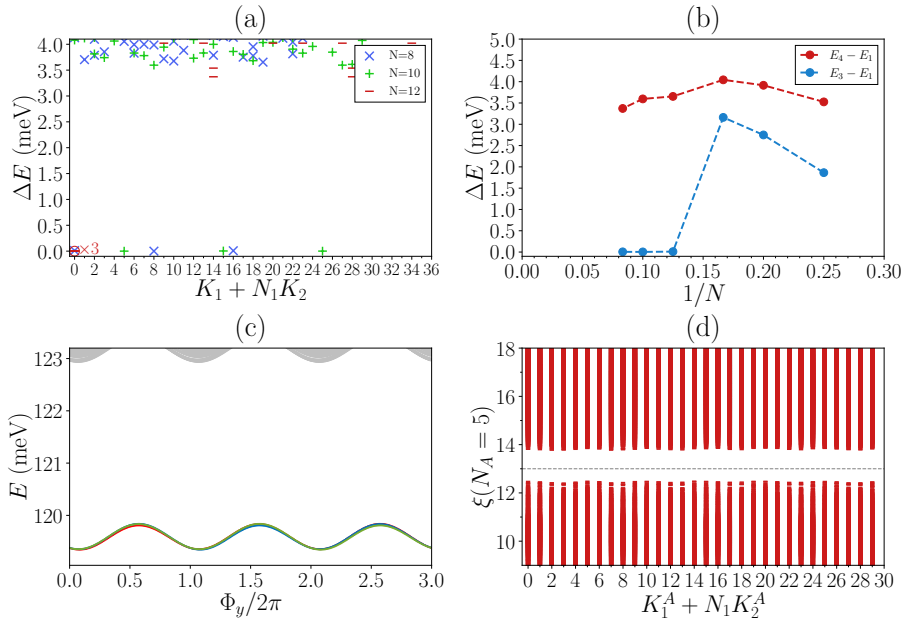 (a)
ΔE (meV)
4.0
3.5
3.0
2.5
2.0
1.5
1.0
0.5
0.0
N=8
N=10
N=12
×3
0 2 4 6 8 10 12 14 16 18 20 22 24 26 28 30 32 34 36
K₁ + N₁K₂
(b)
ΔE (meV)
5.0
4.5
4.0
3.5
3.0
2.5
2.0
1.5
1.0
0.5
0.0
E₄ − E₁
E₃ − E₁
0.00 0.05 0.10 0.15 0.20 0.25 0.30
1/N
(c)
E (meV)
123
122
121
120
0.0 0.5 1.0 1.5 2.0 2.5 3.0
Φ_y/2π
(d)
ξ(N_A = 5)
18
16
14
12
10
0 2 4 6 8 10 12 14 16 18 20 22 24 26 28 30
K₁ᴬ + N₁K₂ᴬ